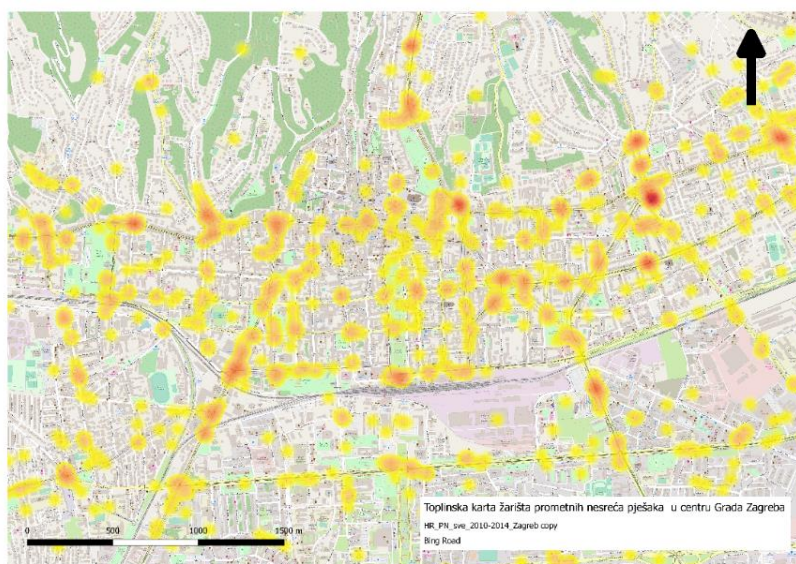 0 500 1000 1500 m
Toplinska karta žarišta prometnih nesreća pješaka u centru Grada Zagreba
HR_PN_sve_2010-2014_Zagreb copy
Bing Road